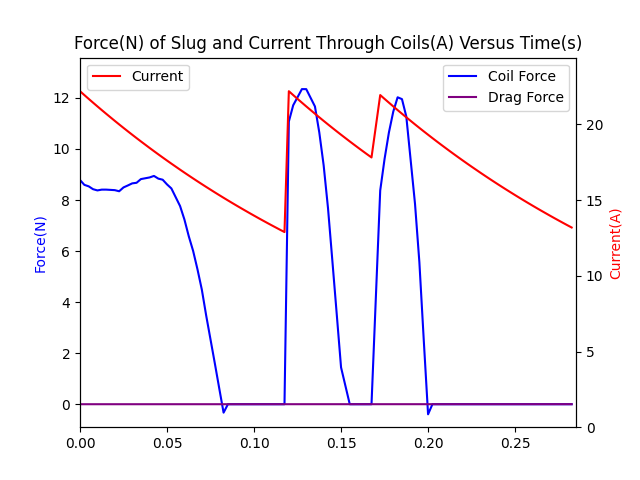 Force(N) of Slug and Current Through Coils(A) Versus Time(s)
Current
Coil Force
Drag Force
12
10
8
6
4
2
0
Force(N)
20
15
10
5
0
Current(A)
0.00 0.05 0.10 0.15 0.20 0.25